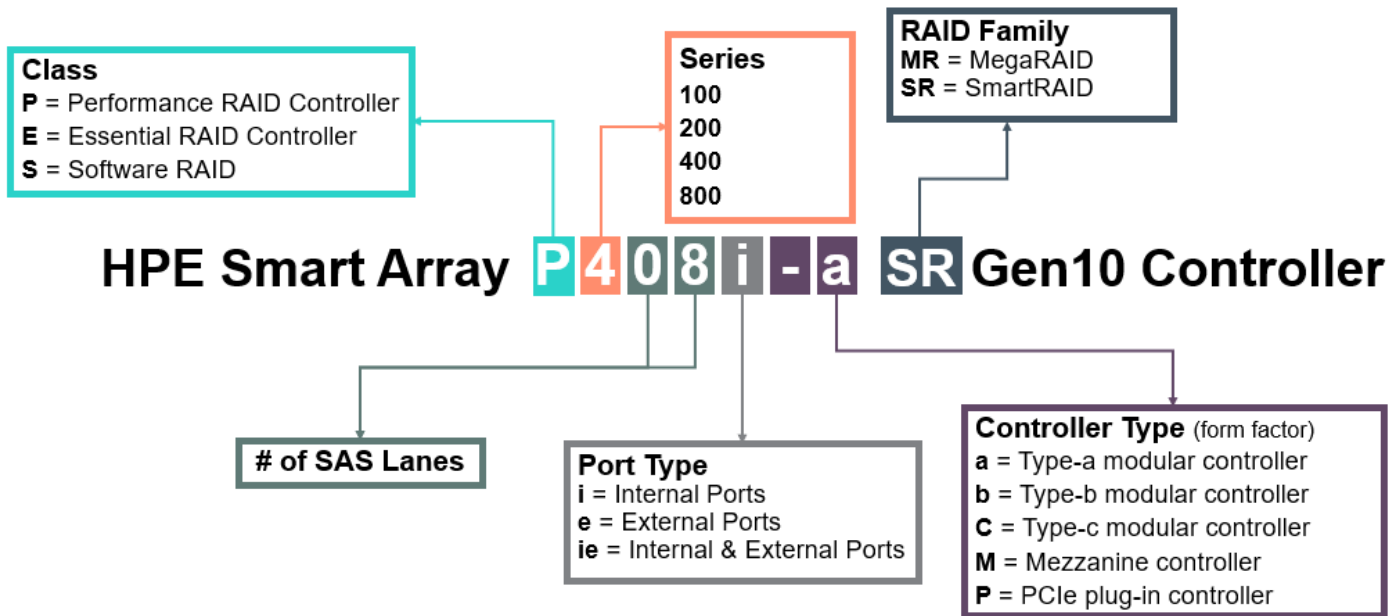 Class
P = Performance RAID Controller
E = Essential RAID Controller
S = Software RAID
Series
100
200
400
800
RAID Family
MR = MegaRAID
SR = SmartRAID
HPE Smart Array P408i-a SR Gen10 Controller
# of SAS Lanes
Port Type
i = Internal Ports
e = External Ports
ie = Internal & External Ports
Controller Type (form factor)
a = Type-a modular controller
b = Type-b modular controller
C = Type-c modular controller
M = Mezzanine controller
P = PCIe plug-in controller